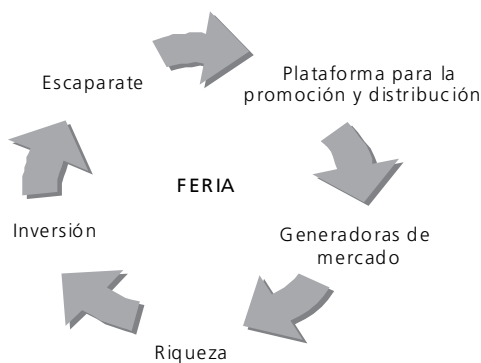 Escaparate
Plataforma para la
promoción y distribución
FERIA
Generadoras de
mercado
Inversión
Riqueza